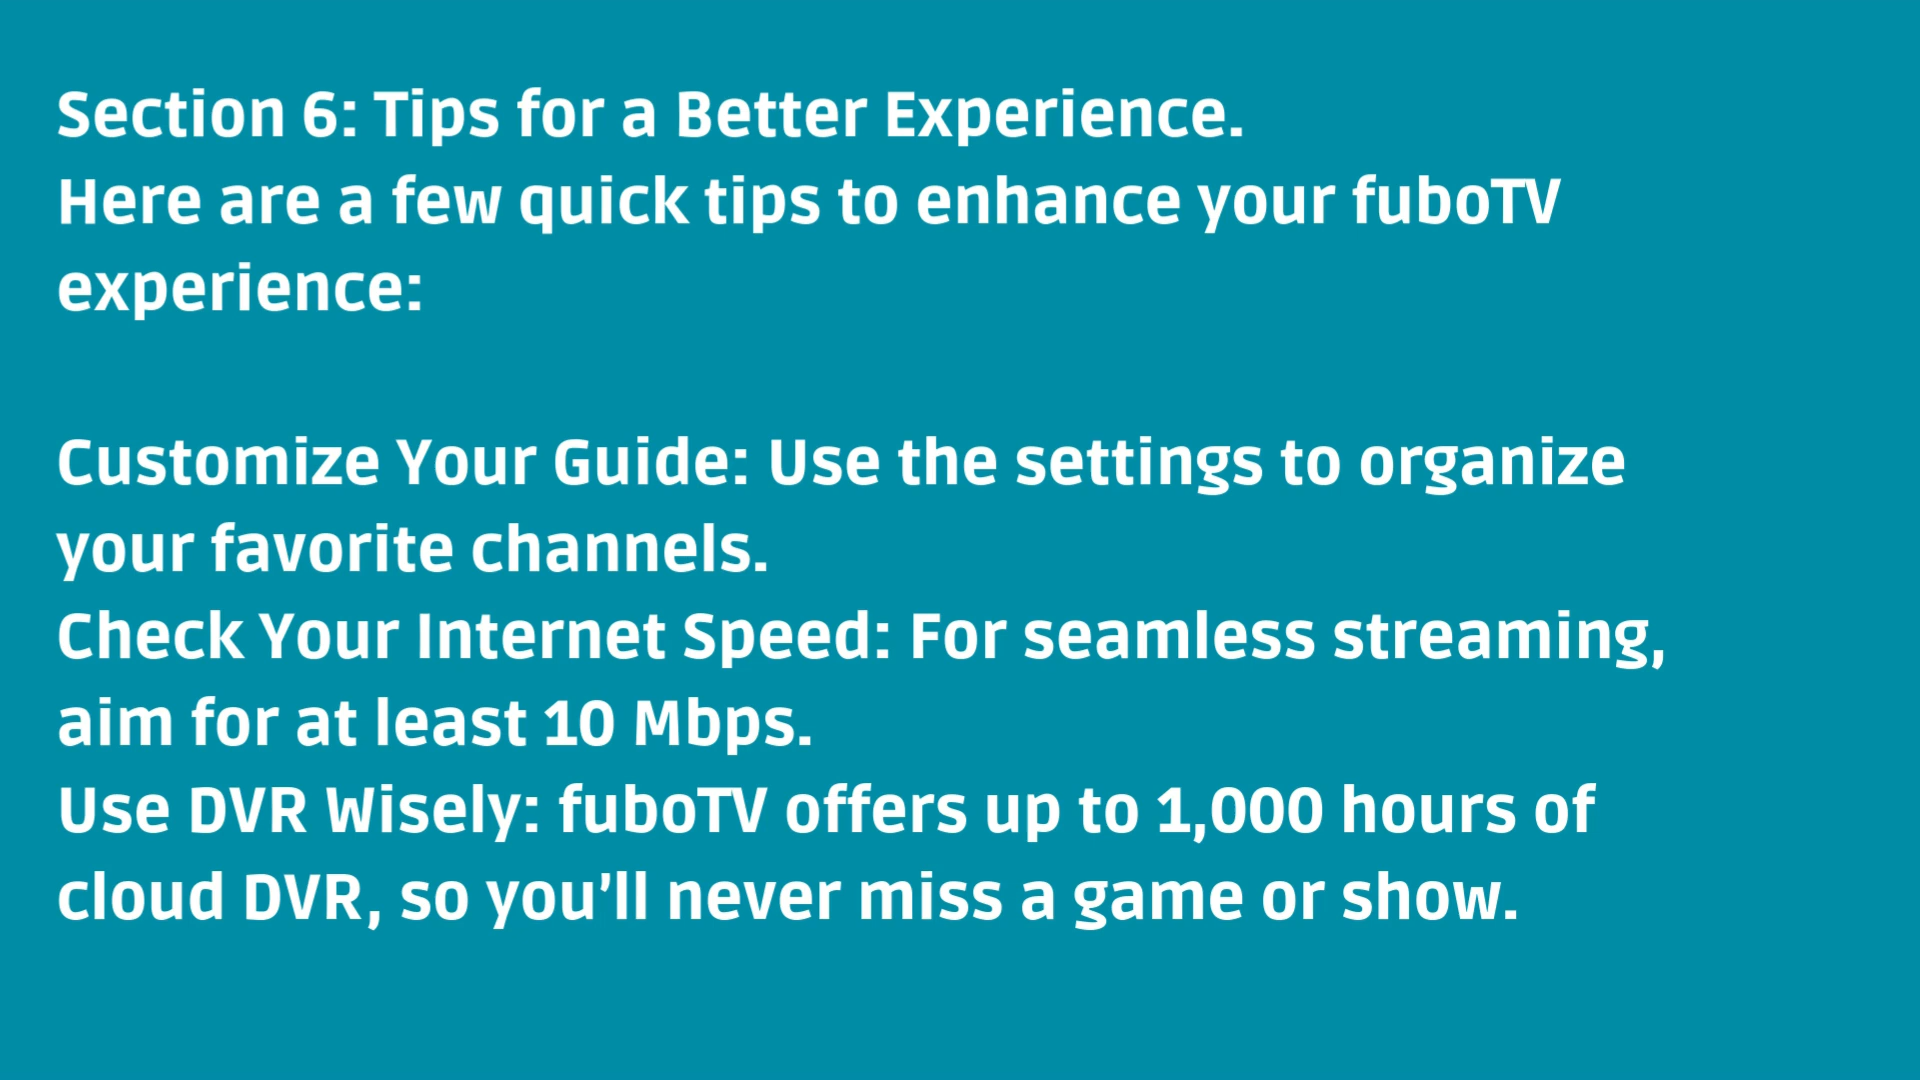 Section 6: Tips for a Better Experience.
Here are a few quick tips to enhance your fuboTV
experience:
Customize Your Guide: Use the settings to organize
your favorite channels.
Check Your Internet Speed: For seamless streaming,
aim for at least 10 Mbps.
Use DVR Wisely: fuboTV offers up to 1,000 hours of
cloud DVR, so you’ll never miss a game or show.